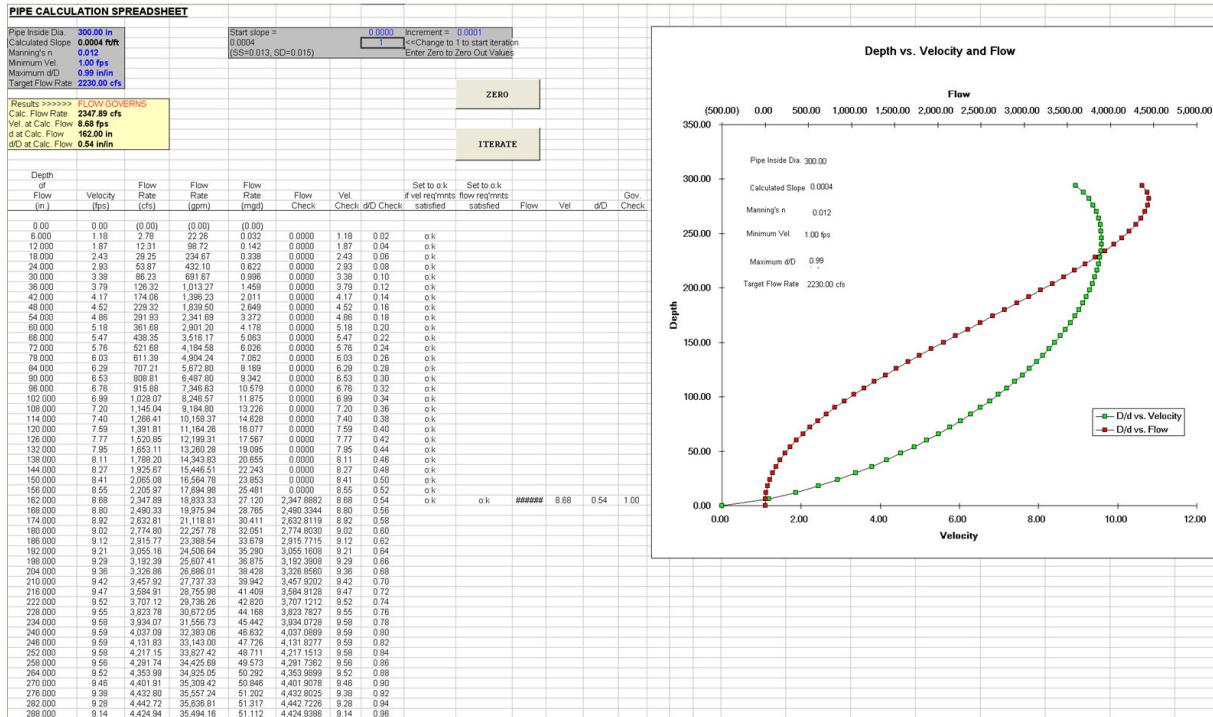 PIPE CALCULATION SPREADSHEET
Pipe Inside Dia. 300.00 in
Calculated Slope 0.0004 ft/ft
Manning's n 0.012
Minimum Vel. 1.00 fps
Maximum d/D 0.99 in/in
Target Flow Rate 2230.00 cfs
Start slope = 0.0000 Increment = 0.0001
0.0004 1 <<Change to 1 to start iteration
(SS=0.013, SD=0.015) Enter Zero to Zero Out Values
ZERO
ITERATE
Results >>>>>> FLOW GOVERNS
Calc. Flow Rate 2347.89 cfs
Vel. at Calc. Flow 8.68 fps
d at Calc. Flow 162.00 in
d/D at Calc. Flow 0.54 in/in
Depth
of Flow Flow Flow Set to o:k Set to o:k
Flow Velocity Rate Rate Rate Flow Vel. if vel req'mnts flow req'mnts Gov.
(in.) (fps) (cfs) (gpm) (mgd) Check Check d/D Check satisfied satisfied Flow Vel d/D Check
0.00 0.00 (0.00) (0.00) (0.00)
6.000 1.18 2.78 22.26 0.032 0.0000 1.18 0.02 o:k
12.000 1.87 12.31 98.72 0.142 0.0000 1.87 0.04 o:k
18.000 2.43 29.25 234.67 0.338 0.0000 2.43 0.06 o:k
24.000 2.93 53.87 432.10 0.622 0.0000 2.93 0.08 o:k
30.000 3.38 86.23 691.67 0.996 0.0000 3.38 0.10 o:k
36.000 3.79 126.32 1,013.27 1.459 0.0000 3.79 0.12 o:k
42.000 4.17 174.06 1,396.23 2.011 0.0000 4.17 0.14 o:k
48.000 4.52 229.32 1,839.50 2.649 0.0000 4.52 0.16 o:k
54.000 4.86 291.93 2,341.69 3.372 0.0000 4.86 0.18 o:k
60.000 5.18 361.68 2,901.20 4.178 0.0000 5.18 0.20 o:k
66.000 5.47 438.35 3,516.17 5.063 0.0000 5.47 0.22 o:k
72.000 5.76 521.68 4,184.58 6.026 0.0000 5.76 0.24 o:k
78.000 6.03 611.39 4,904.24 7.062 0.0000 6.03 0.26 o:k
84.000 6.29 707.21 5,672.80 8.169 0.0000 6.29 0.28 o:k
90.000 6.53 808.81 6,487.80 9.342 0.0000 6.53 0.30 o:k
96.000 6.76 915.88 7,346.63 10.579 0.0000 6.76 0.32 o:k
102.000 6.99 1,028.07 8,246.57 11.875 0.0000 6.99 0.34 o:k
108.000 7.20 1,145.04 9,184.80 13.226 0.0000 7.20 0.36 o:k
114.000 7.40 1,266.41 10,158.37 14.628 0.0000 7.40 0.38 o:k
120.000 7.59 1,391.81 11,164.26 16.077 0.0000 7.59 0.40 o:k
126.000 7.77 1,520.85 12,199.31 17.567 0.0000 7.77 0.42 o:k
132.000 7.95 1,653.11 13,260.28 19.095 0.0000 7.95 0.44 o:k
138.000 8.11 1,788.20 14,343.83 20.655 0.0000 8.11 0.46 o:k
144.000 8.27 1,925.67 15,446.51 22.243 0.0000 8.27 0.48 o:k
150.000 8.41 2,065.08 16,564.78 23.853 0.0000 8.41 0.50 o:k
156.000 8.55 2,205.97 17,694.98 25.481 0.0000 8.55 0.52 o:k
162.000 8.68 2,347.89 18,833.33 27.120 2,347.8882 8.68 0.54 o:k o:k ###### 8.68 0.54 1.00
168.000 8.80 2,490.33 19,975.94 28.765 2,490.3344 8.80 0.56
174.000 8.92 2,632.81 21,118.81 30.411 2,632.8119 8.92 0.58
180.000 9.02 2,774.80 22,257.78 32.051 2,774.8030 9.02 0.60
186.000 9.12 2,915.77 23,388.54 33.679 2,915.7715 9.12 0.62
192.000 9.21 3,055.16 24,506.64 35.290 3,055.1608 9.21 0.64
198.000 9.29 3,192.39 25,607.41 36.875 3,192.3908 9.29 0.66
204.000 9.36 3,326.86 26,686.01 38.428 3,326.8560 9.36 0.68
210.000 9.42 3,457.92 27,737.33 39.942 3,457.9202 9.42 0.70
216.000 9.47 3,584.91 28,755.98 41.409 3,584.9128 9.47 0.72
222.000 9.52 3,707.12 29,736.26 42.820 3,707.1212 9.52 0.74
228.000 9.55 3,823.78 30,672.05 44.168 3,823.7827 9.55 0.76
234.000 9.58 3,934.07 31,556.73 45.442 3,934.0728 9.58 0.78
240.000 9.59 4,037.09 32,383.06 46.632 4,037.0889 9.59 0.80
246.000 9.59 4,131.83 33,143.00 47.726 4,131.8277 9.59 0.82
252.000 9.58 4,217.15 33,827.42 48.711 4,217.1513 9.58 0.84
258.000 9.56 4,291.74 34,425.69 49.573 4,291.7362 9.56 0.86
264.000 9.52 4,353.99 34,925.05 50.292 4,353.9899 9.52 0.88
270.000 9.46 4,401.91 35,309.42 50.846 4,401.9078 9.46 0.90
276.000 9.38 4,432.80 35,557.24 51.202 4,432.8025 9.38 0.92
282.000 9.28 4,442.72 35,636.81 51.317 4,442.7226 9.28 0.94
288.000 9.14 4,424.94 35,494.16 51.112 4,424.9386 9.14 0.96
Depth vs. Velocity and Flow
Flow
(500.00) 0.00 500.00 1,000.00 1,500.00 2,000.00 2,500.00 3,000.00 3,500.00 4,000.00 4,500.00 5,000.00
350.00
300.00
250.00
200.00
150.00
100.00
50.00
0.00
Depth
Pipe Inside Dia. 300.00
Calculated Slope 0.0004
Manning's n 0.012
Minimum Vel. 1.00 fps
Maximum d/D 0.99
Target Flow Rate 2230.00 cfs
D/d vs. Velocity
D/d vs. Flow
0.00 2.00 4.00 6.00 8.00 10.00 12.00
Velocity